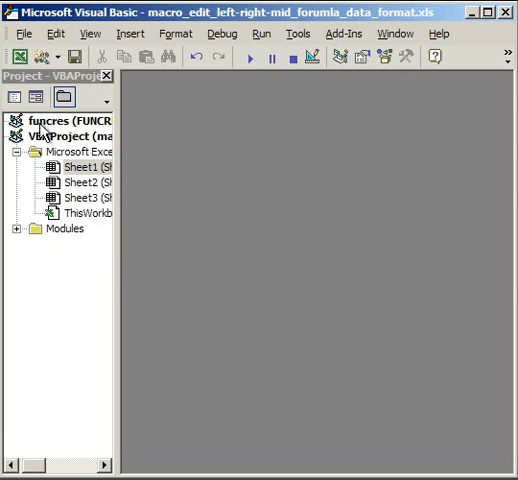 Microsoft Visual Basic - macro_edit_left-right-mid_forumla_data_format.xls
File Edit View Insert Format Debug Run Tools Add-Ins Window Help
Project - VBAProje
funcres (FUNCR
VBAProject (ma
Microsoft Exce
Sheet1 (Sh
Sheet2 (Sh
Sheet3 (Sh
ThisWorkb
Modules